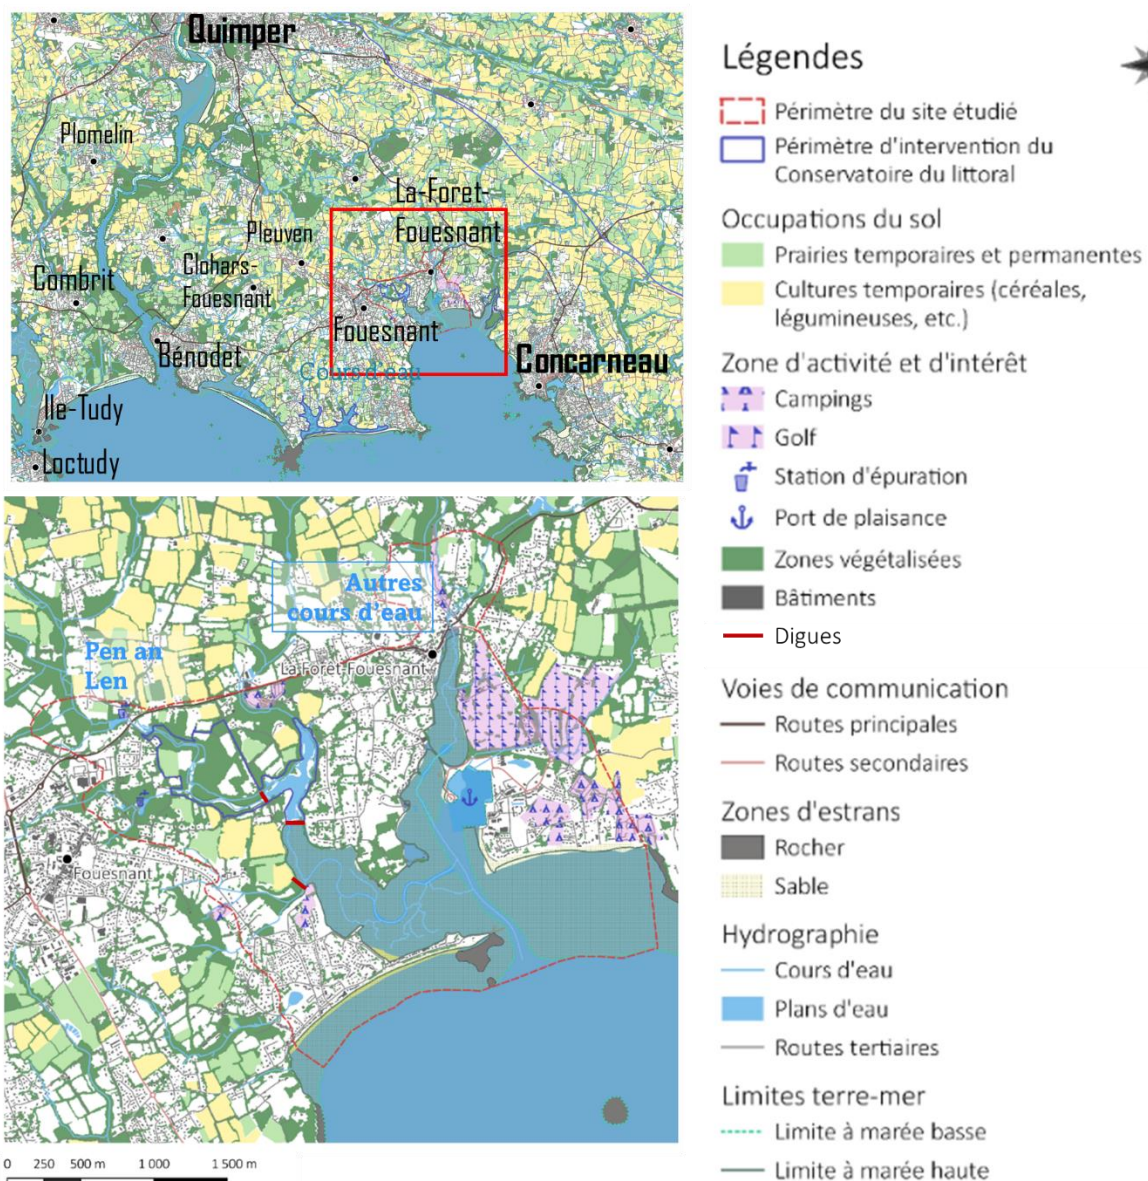 Quimper
Plomelin
La-Foret-
Fouesnant
Pleuven
Clohars-
Fouesnant
Combrit
Fouesnant
Bénodet
Concarneau
Cours d'eau
Ile-Tudy
Loctudy
Autres
cours d'eau
Pen an
Len
La Forêt-Fouesnant
Fouesnant
0 250 500 m 1 000 1 500 m
Légendes
Périmètre du site étudié
Périmètre d'intervention du
Conservatoire du littoral
Occupations du sol
Prairies temporaires et permanentes
Cultures temporaires (céréales,
légumineuses, etc.)
Zone d'activité et d'intérêt
Campings
Golf
Station d'épuration
Port de plaisance
Zones végétalisées
Bâtiments
Digues
Voies de communication
Routes principales
Routes secondaires
Zones d'estrans
Rocher
Sable
Hydrographie
Cours d'eau
Plans d'eau
Routes tertiaires
Limites terre-mer
Limite à marée basse
Limite à marée haute